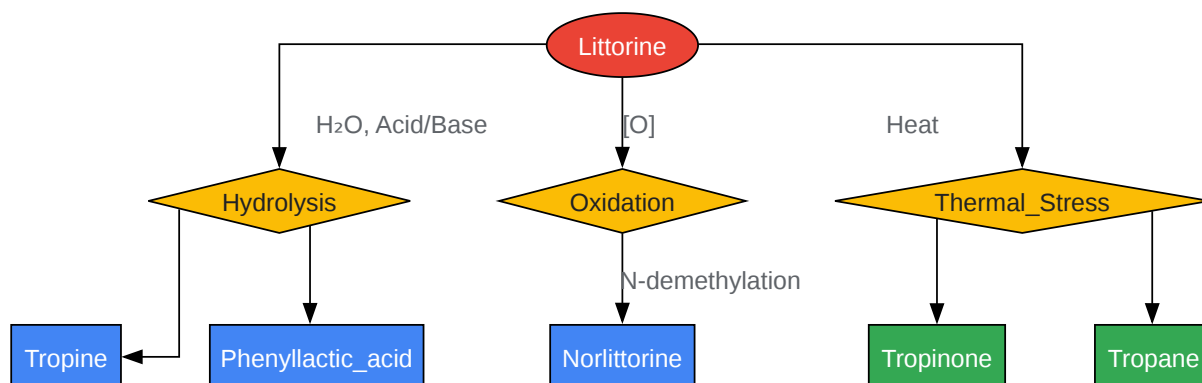 Littorine
H₂O, Acid/Base
[O]
Heat
Hydrolysis
Oxidation
Thermal_Stress
N-demethylation
Tropine
Phenyllactic_acid
Norlittorine
Tropinone
Tropane